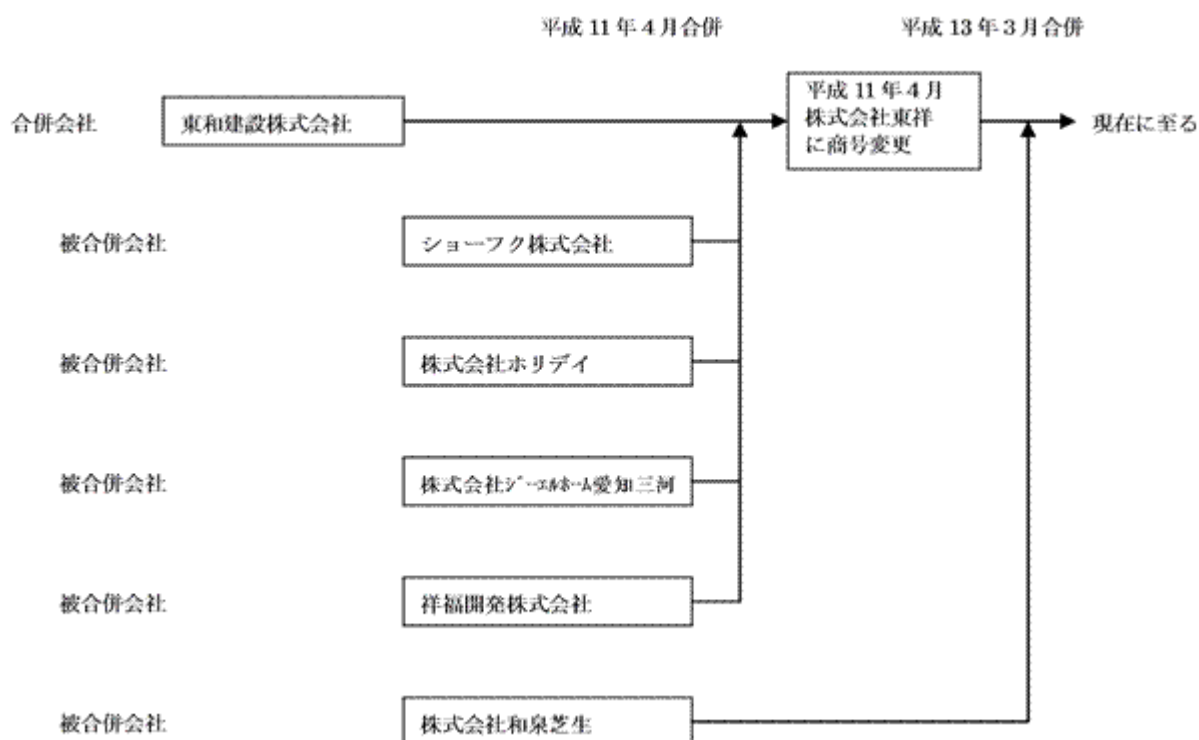 平成 11 年 4 月合併
平成 13 年 3 月合併
合併会社
東和建設株式会社
平成 11 年 4 月
株式会社東祥
に商号変更
現在に至る
被合併会社
ショーフク株式会社
被合併会社
株式会社ホリデイ
被合併会社
株式会社ｼﾞｰｴﾙﾎｰﾑ愛知三河
被合併会社
祥福開発株式会社
被合併会社
株式会社和泉芝生